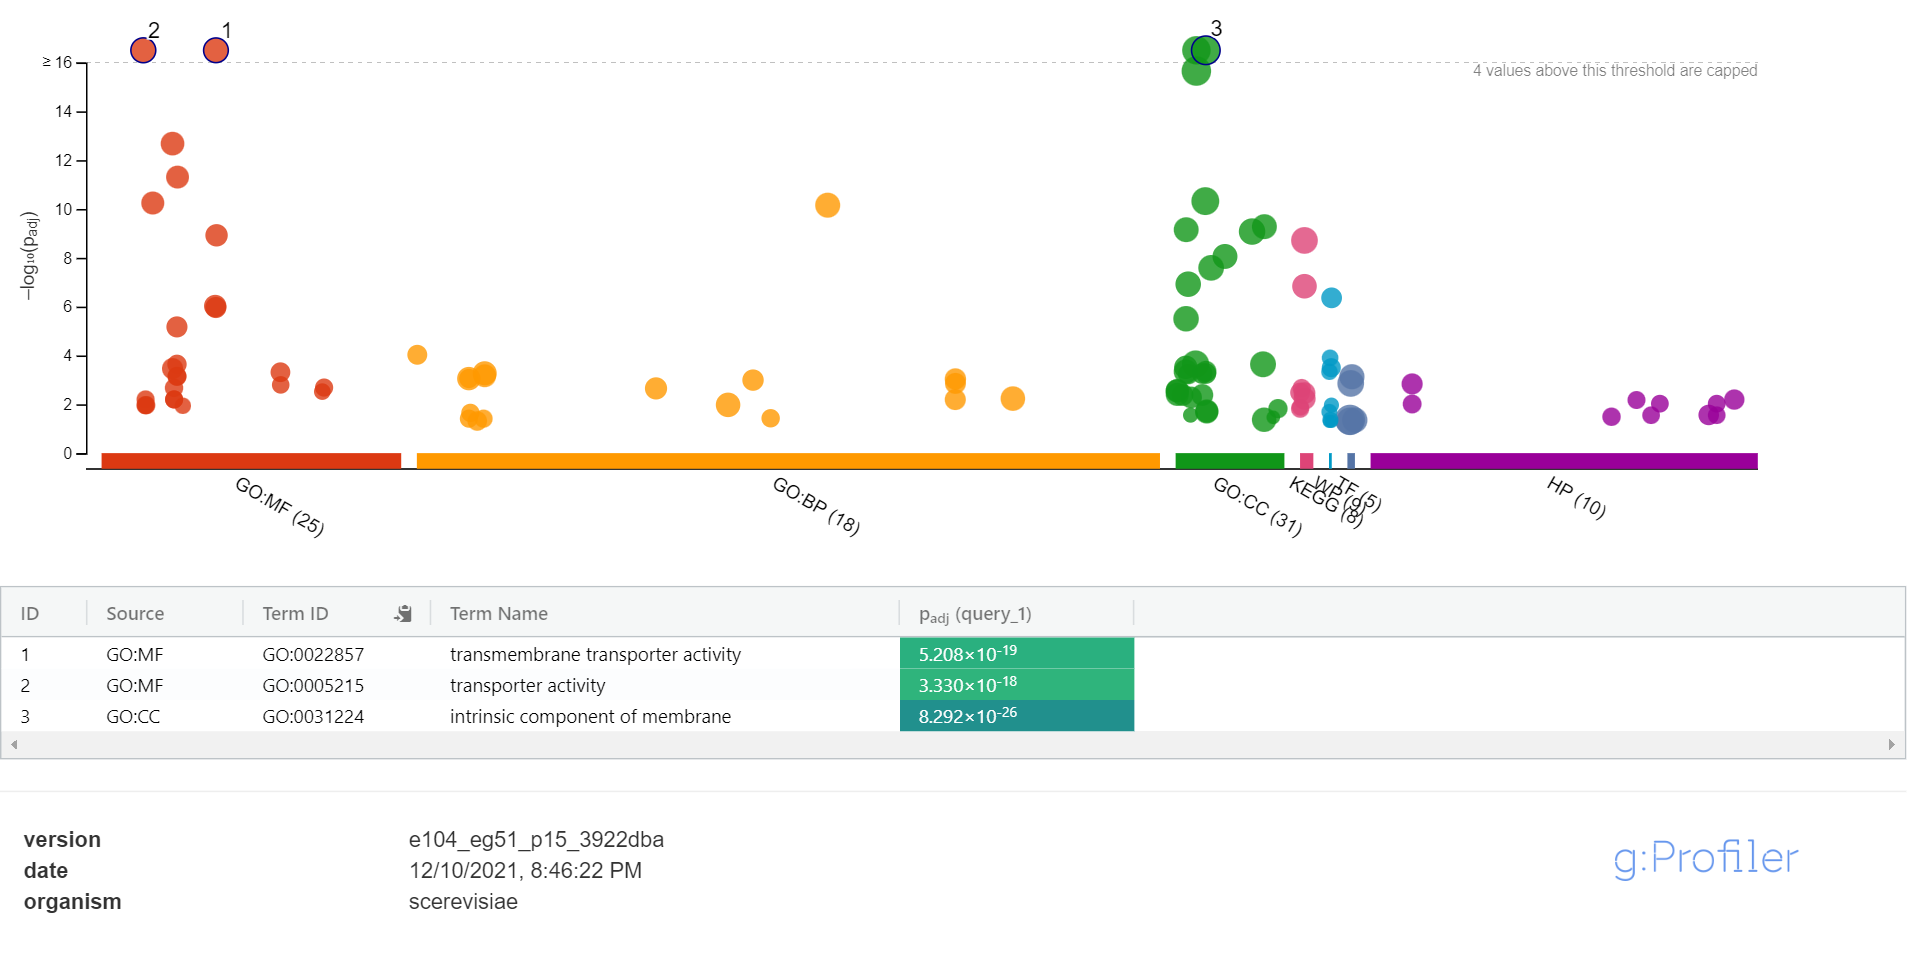 2
1
3
≥ 16
4 values above this threshold are capped
14
12
10
8
6
4
2
0
–log₁₀(p_adj)
GO:MF (25)
GO:BP (18)
GO:CC (31)
KEGG (8)
WP (9)
TF (5)
HP (10)
ID Source Term ID Term Name p_adj (query_1)
1 GO:MF GO:0022857 transmembrane transporter activity 5.208×10⁻¹⁹
2 GO:MF GO:0005215 transporter activity 3.330×10⁻¹⁸
3 GO:CC GO:0031224 intrinsic component of membrane 8.292×10⁻²⁶
version e104_eg51_p15_3922dba
date 12/10/2021, 8:46:22 PM
organism scerevisiae
g:Profiler